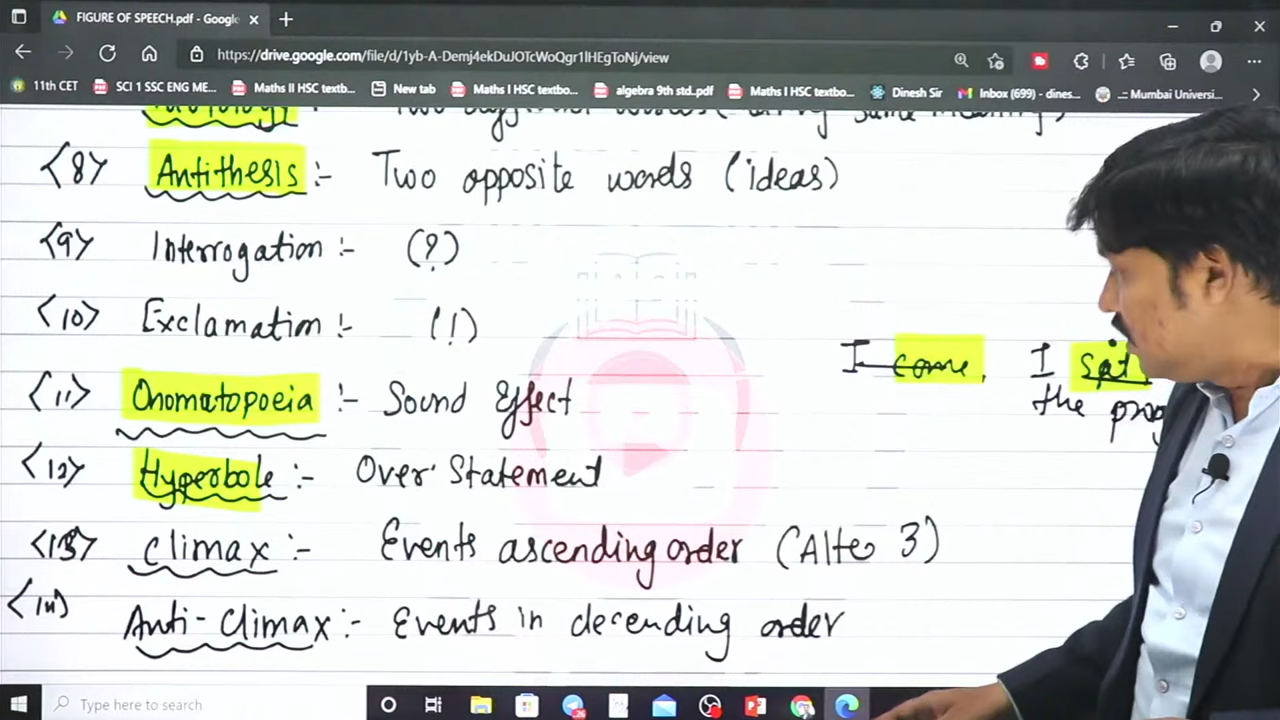 FIGURE OF SPEECH.pdf - Google
https://drive.google.com/file/d/1yb-A-Demj4ekDuJOTcWoQgr1lHEgToNj/view
11th CET
SCI 1 SSC ENG ME...
Maths II HSC textb...
New tab
Maths I HSC textbo...
algebra 9th std.pdf
Maths I HSC textbo...
Dinesh Sir
Inbox (699) - dines...
..:: Mumbai Universi...
<8> Antithesis :- Two opposite words (ideas)
<9> Interrogation :- (?)
<10> Exclamation :- (!)
I come, I
the
<11> Onomatopoeia :- Sound Effect
<12> Hyperbole :- Over Statement
<13> Climax :- Events ascending order (After 3)
Anti-Climax :- Events in decending order
Type here to search